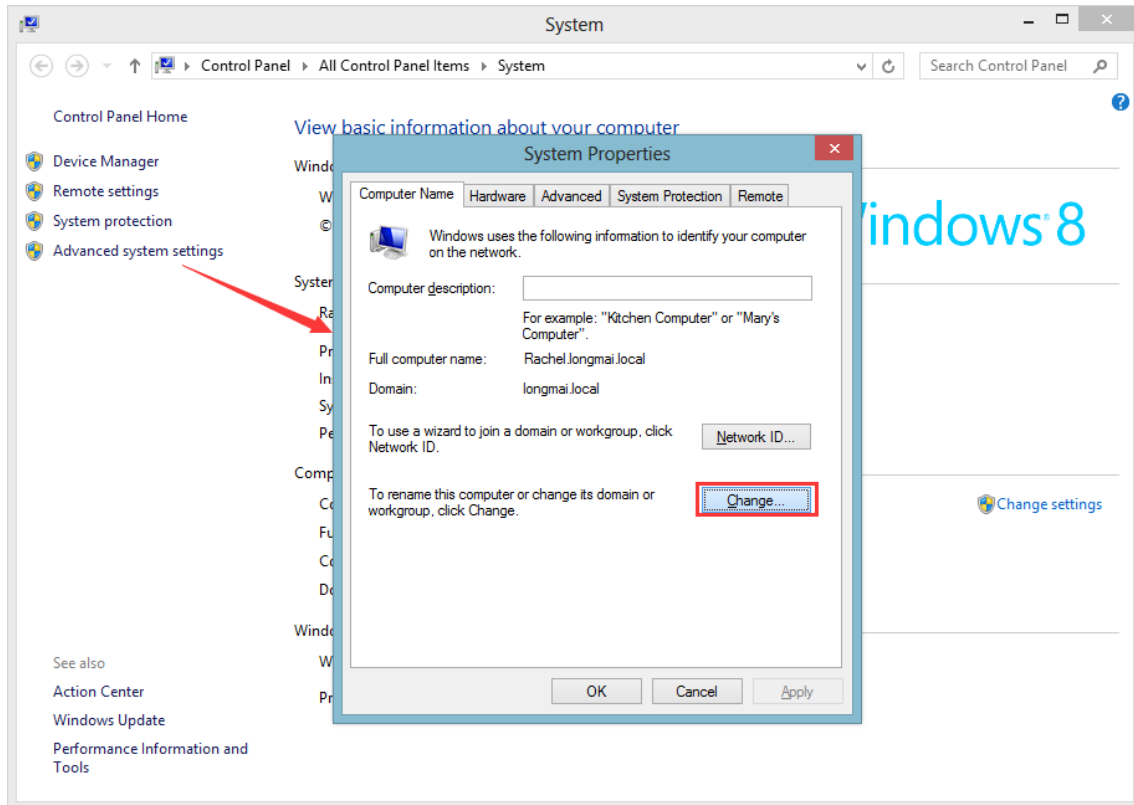 System
Control Panel
All Control Panel Items
System
Search Control Panel
Control Panel Home
Device Manager
Remote settings
System protection
Advanced system settings
See also
Action Center
Windows Update
Performance Information and
Tools
View basic information about your computer
Windows 8
Change settings
System Properties
Computer Name
Hardware
Advanced
System Protection
Remote
Windows uses the following information to identify your computer
on the network.
Computer description:
For example: "Kitchen Computer" or "Mary's
Computer".
Full computer name:
Rachel.longmai.local
Domain:
longmai.local
To use a wizard to join a domain or workgroup, click
Network ID.
Network ID...
To rename this computer or change its domain or
workgroup, click Change.
Change...
OK
Cancel
Apply